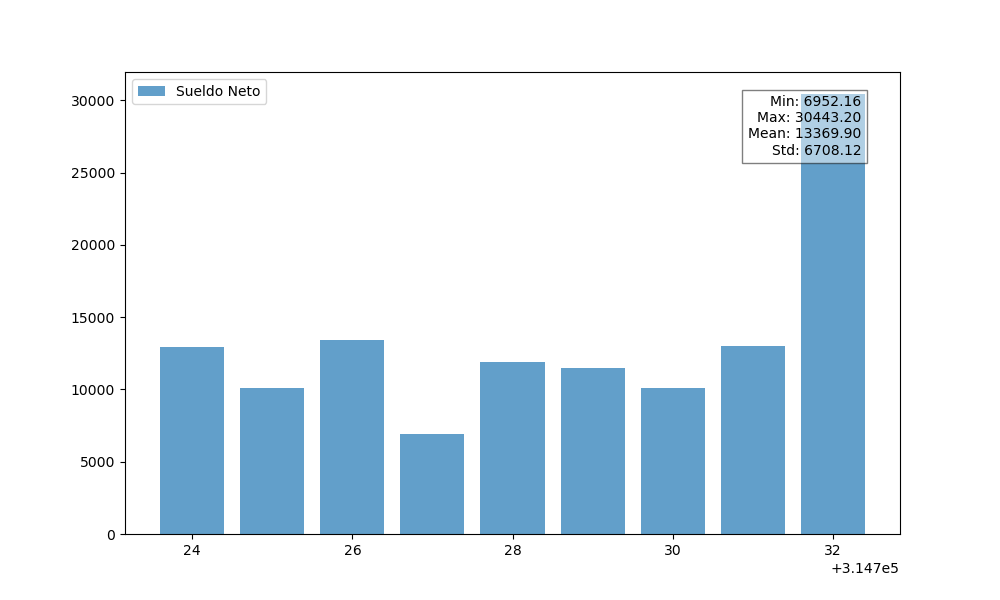 Sueldo Neto
Min: 6952.16
Max: 30443.20
Mean: 13369.90
Std: 6708.12
30000
25000
20000
15000
10000
5000
0
24 26 28 30 32
+3.147e5